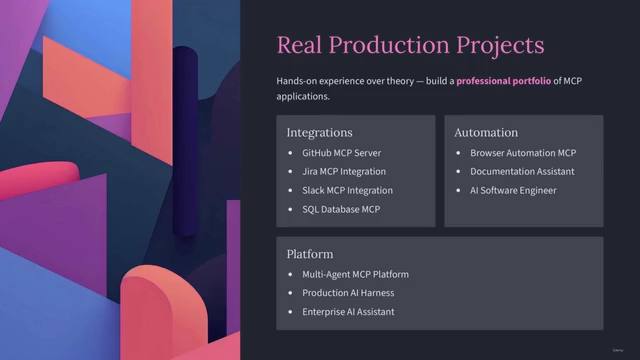 Real Production Projects
Hands-on experience over theory — build a professional portfolio of MCP
applications.
Integrations
• GitHub MCP Server
• Jira MCP Integration
• Slack MCP Integration
• SQL Database MCP
Automation
• Browser Automation MCP
• Documentation Assistant
• AI Software Engineer
Platform
• Multi-Agent MCP Platform
• Production AI Harness
• Enterprise AI Assistant